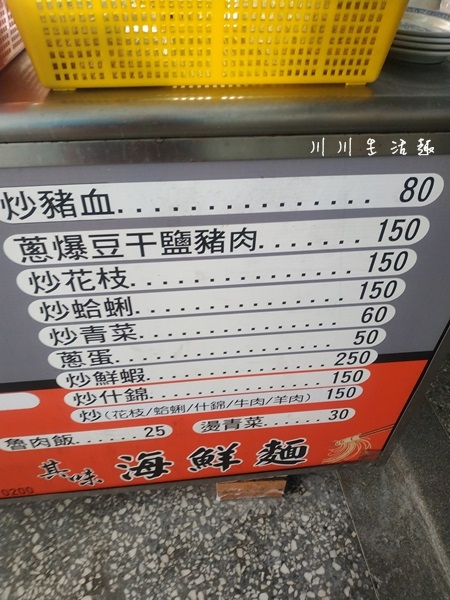 川川生活趣
炒豬血................ 80
蔥爆豆干鹽豬肉....... 150
炒花枝................ 150
炒蛤蜊............... 150
炒青菜............... 60
蔥蛋................. 50
炒鮮蝦............... 250
炒什錦............... 150
炒(花枝/蛤蜊/什錦/牛肉/羊肉) 150
魯肉飯...... 25 燙青菜...... 30
其味 海鮮麵
0200